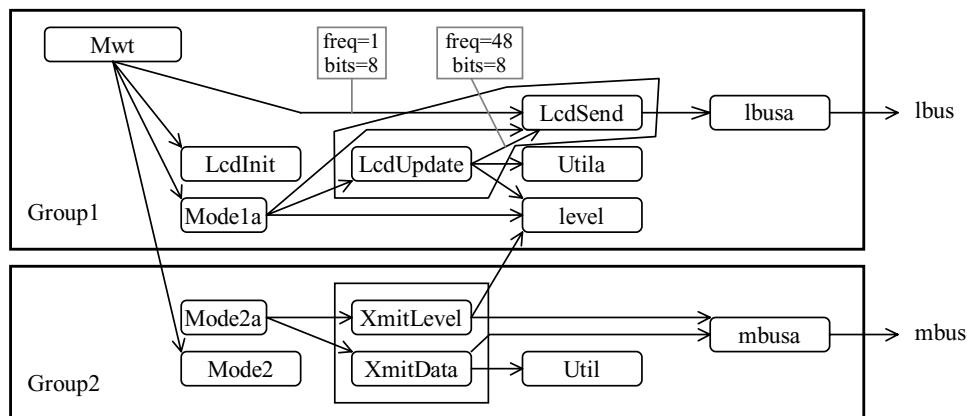 Mwt
freq=1
bits=8
freq=48
bits=8
LcdSend
lbusa
lbus
LcdInit
LcdUpdate
Utila
Group1
Mode1a
level
Mode2a
XmitLevel
mbusa
mbus
Group2
Mode2
XmitData
Util